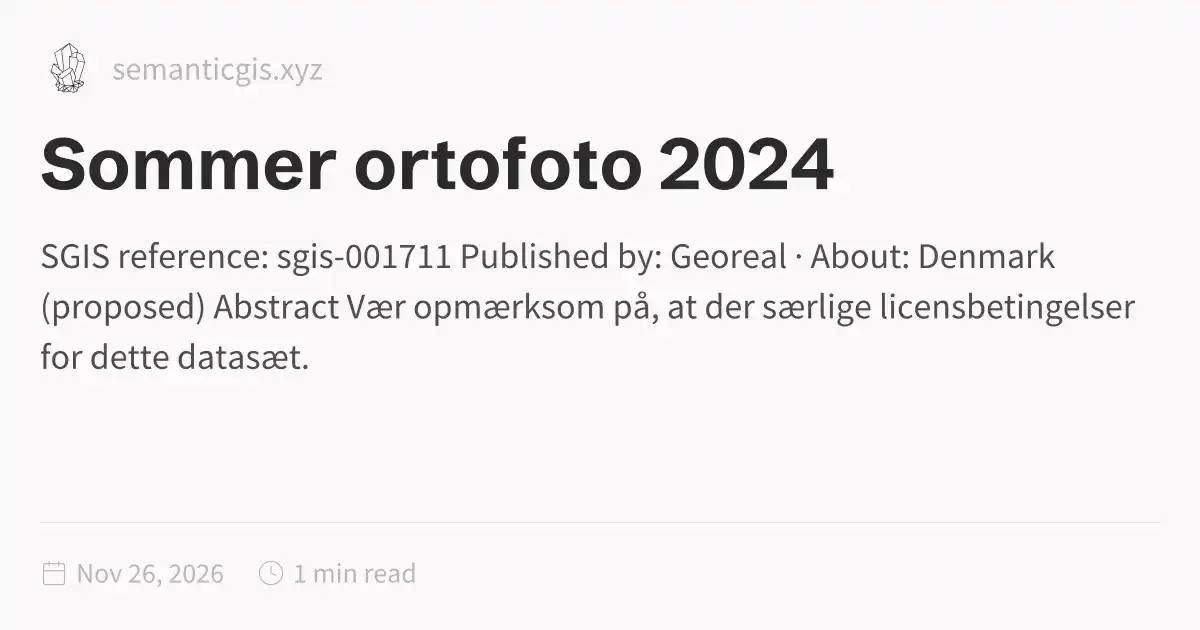 semanticgis.xyz
Sommer ortofoto 2024
SGIS reference: sgis-001711 Published by: Georeal · About: Denmark
(proposed) Abstract Vær opmærksom på, at der særlige licensbetingelser
for dette datasæt.
Nov 26, 2026 1 min read